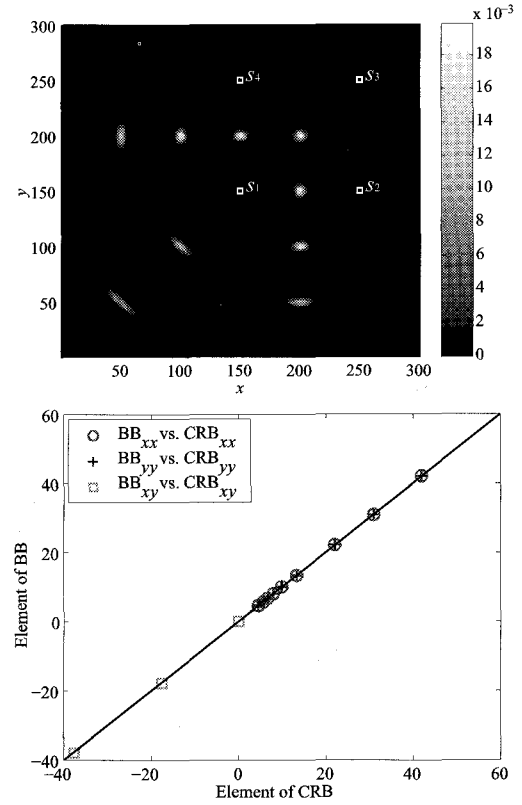 x 10⁻³
300
250
200
150
100
50
y
50 100 150 200 250 300
x
S4
S3
S1
S2
18
16
14
12
10
8
6
4
2
0
60
40
20
0
−20
−40
Element of BB
BBxx vs. CRBxx
BByy vs. CRByy
BBxy vs. CRBxy
−40 −20 0 20 40 60
Element of CRB